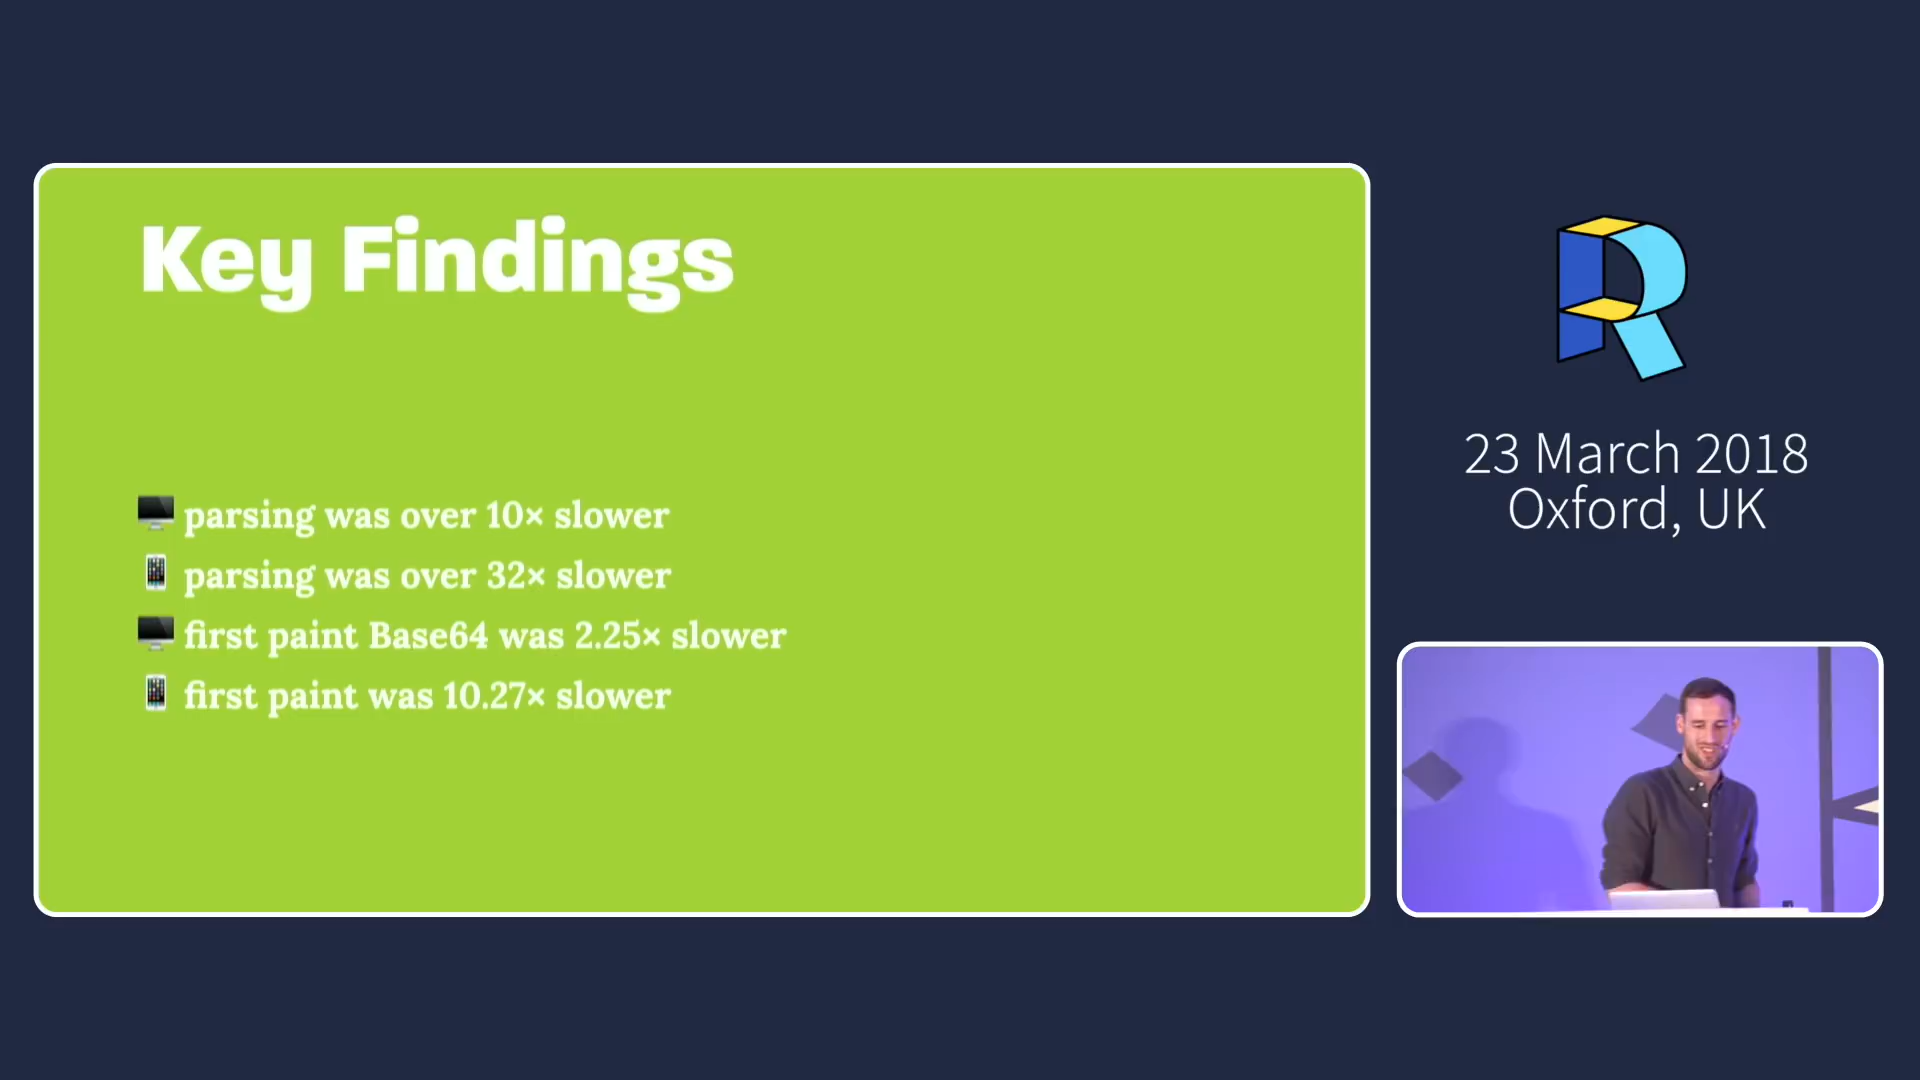 Key Findings
🖥 parsing was over 10× slower
📱 parsing was over 32× slower
🖥 first paint Base64 was 2.25× slower
📱 first paint was 10.27× slower
R
23 March 2018
Oxford, UK